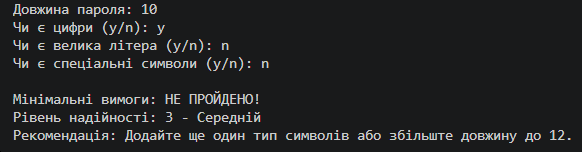 Довжина пароля: 10
Чи є цифри (y/n): y
Чи є велика літера (y/n): n
Чи є спеціальні символи (y/n): n
Мінімальні вимоги: НЕ ПРОЙДЕНО!
Рівень надійності: 3 - Середній
Рекомендація: Додайте ще один тип символів або збільште довжину до 12.